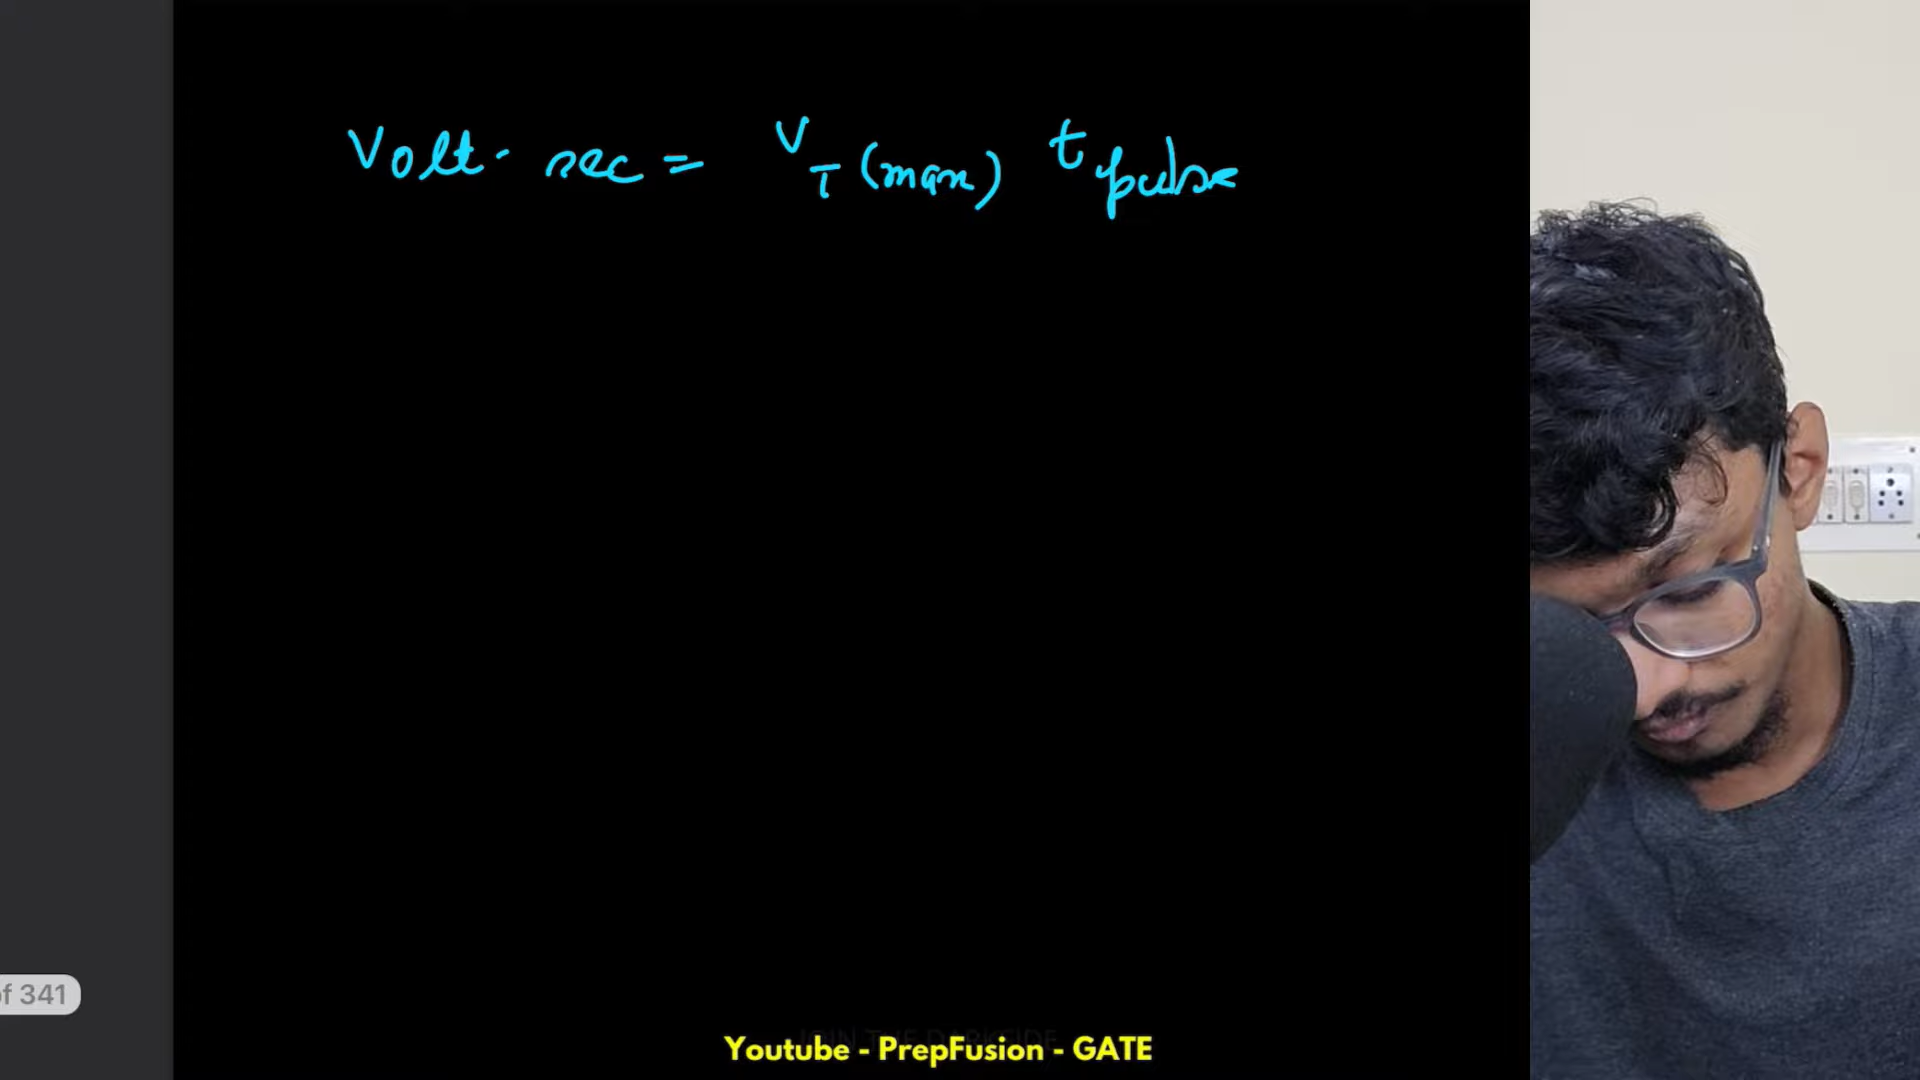 Volt-sec = V_T(max) t_pulse
of 341
Youtube - PrepFusion - GATE